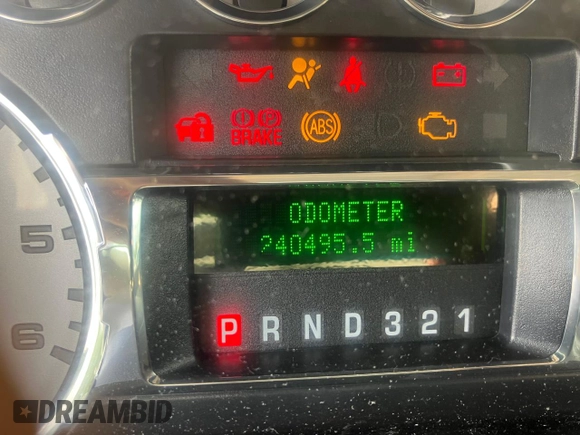 BRAKE
ABS
ODOMETER
240495.5 mi
5
P R N D 3 2 1
6
DREAMBID